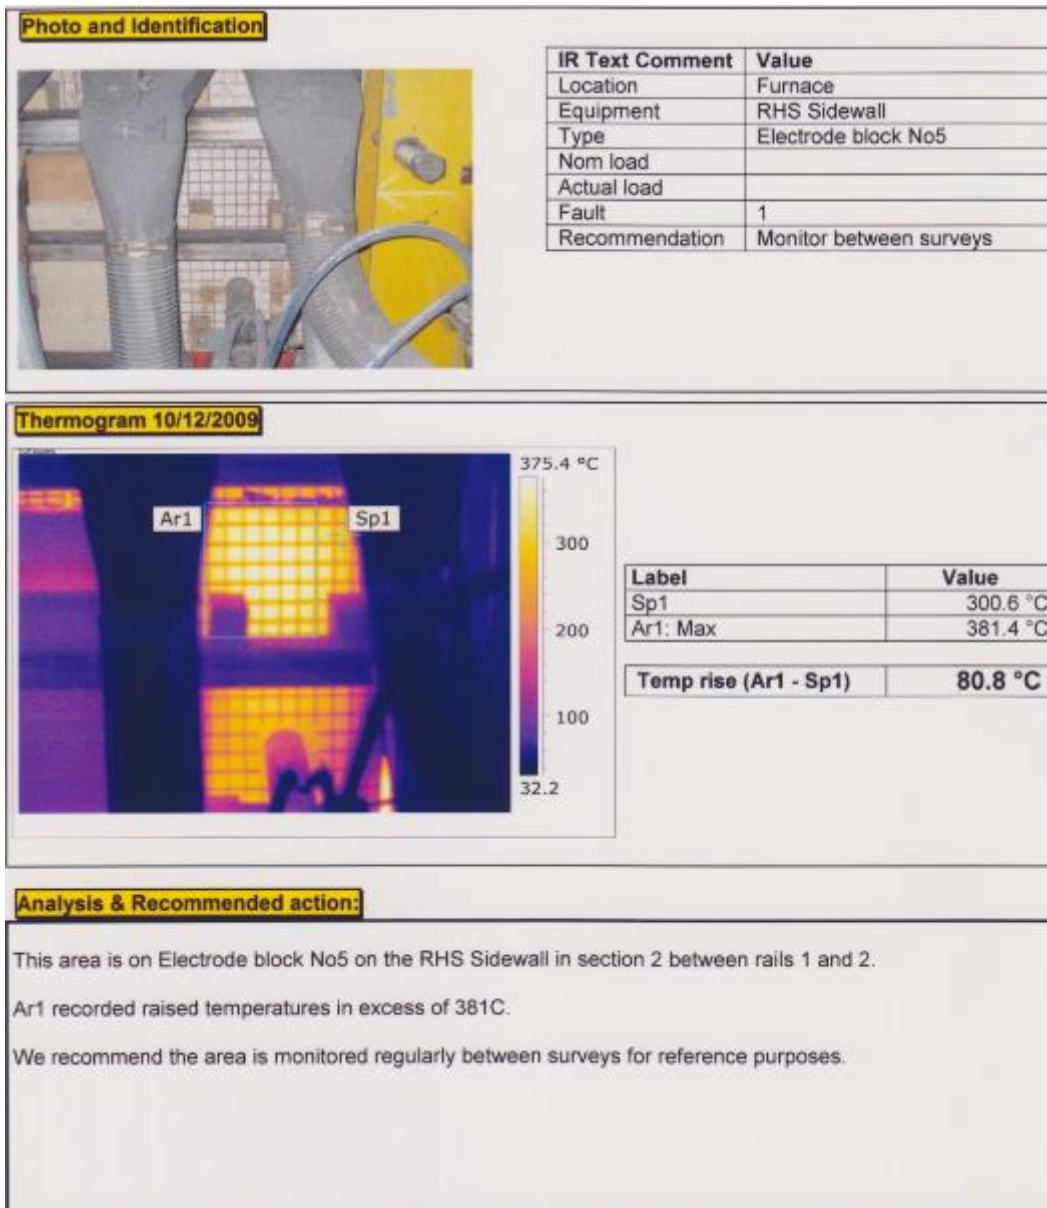 Photo and Identification
IR Text Comment Value
Location Furnace
Equipment RHS Sidewall
Type Electrode block No5
Nom load
Actual load
Fault 1
Recommendation Monitor between surveys
Thermogram 10/12/2009
375.4 °C
Ar1 Sp1
300
200
100
32.2
Label Value
Sp1 300.6 °C
Ar1: Max 381.4 °C
Temp rise (Ar1 - Sp1) 80.8 °C
Analysis & Recommended action:
This area is on Electrode block No5 on the RHS Sidewall in section 2 between rails 1 and 2.
Ar1 recorded raised temperatures in excess of 381C.
We recommend the area is monitored regularly between surveys for reference purposes.